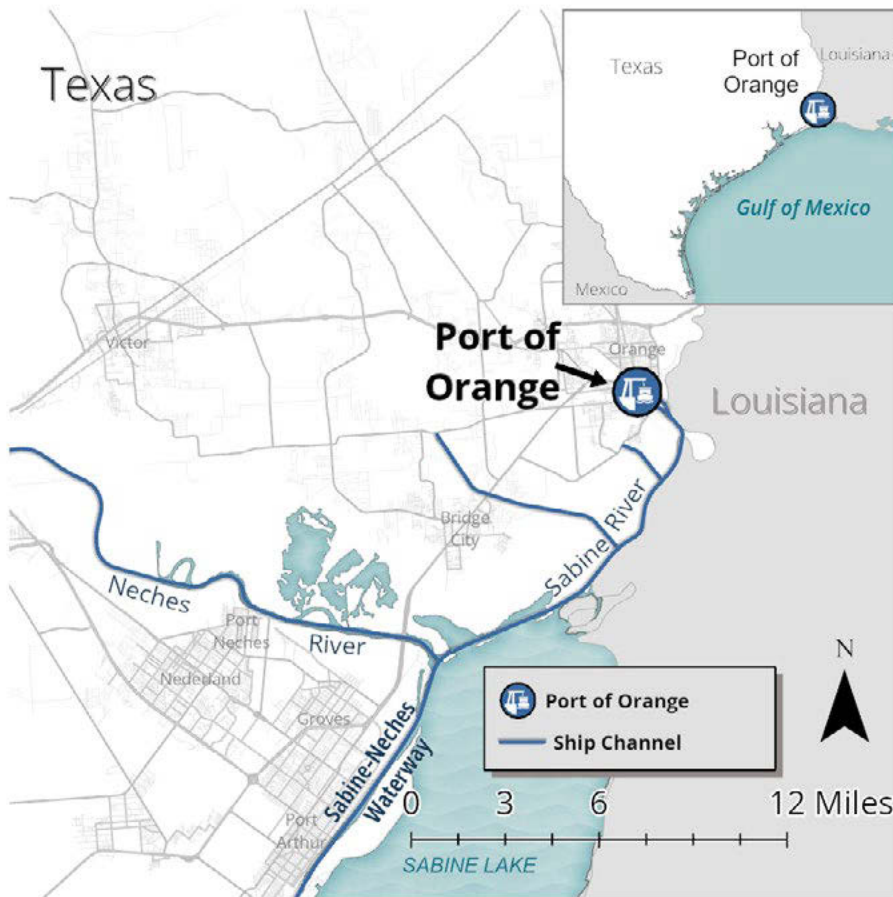 Texas
Port of
Orange
Louisiana
Texas
Gulf of Mexico
Mexico
Victor
Port of
Orange
Orange
Louisiana
Bridge
City
Sabine River
Neches River
Port
Neches
Nederland
Groves
Sabine-Neches
Waterway
Port
Arthur
SABINE LAKE
N
Port of Orange
Ship Channel
0 3 6 12 Miles